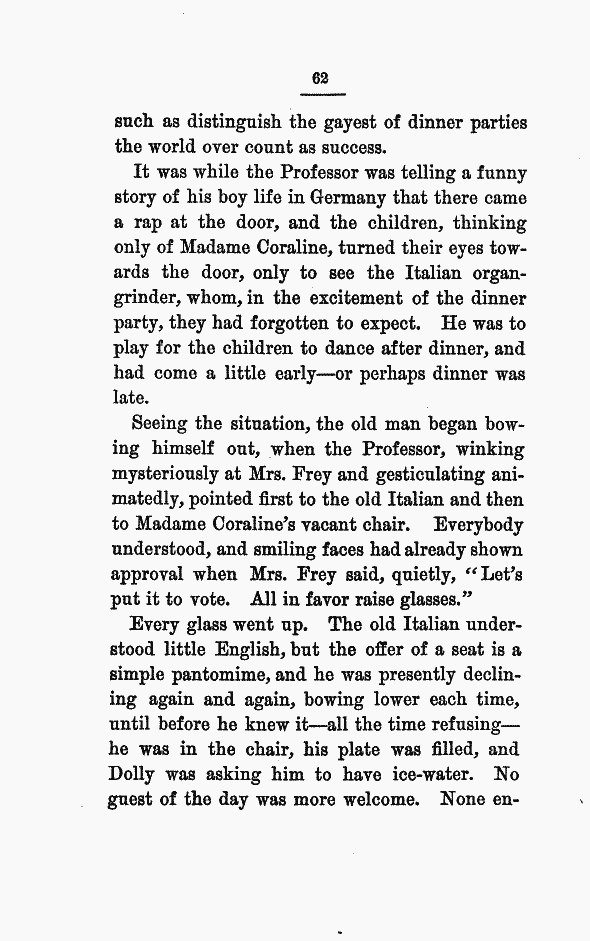 62
such as distinguish the gayest of dinner parties
the world over count as success.
It was while the Professor was telling a funny
story of his boy life in Germany that there came
a rap at the door, and the children, thinking
only of Madame Coraline, turned their eyes tow-
ards the door, only to see the Italian organ-
grinder, whom, in the excitement of the dinner
party, they had forgotten to expect. He was to
play for the children to dance after dinner, and
had come a little early—or perhaps dinner was
late.
Seeing the situation, the old man began bow-
ing himself out, when the Professor, winking
mysteriously at Mrs. Frey and gesticulating ani-
matedly, pointed first to the old Italian and then
to Madame Coraline's vacant chair. Everybody
understood, and smiling faces had already shown
approval when Mrs. Frey said, quietly, “Let's
put it to vote. All in favor raise glasses.”
Every glass went up. The old Italian under-
stood little English, but the offer of a seat is a
simple pantomime, and he was presently declin-
ing again and again, bowing lower each time,
until before he knew it—all the time refusing—
he was in the chair, his plate was filled, and
Dolly was asking him to have ice-water. No
guest of the day was more welcome. None en-